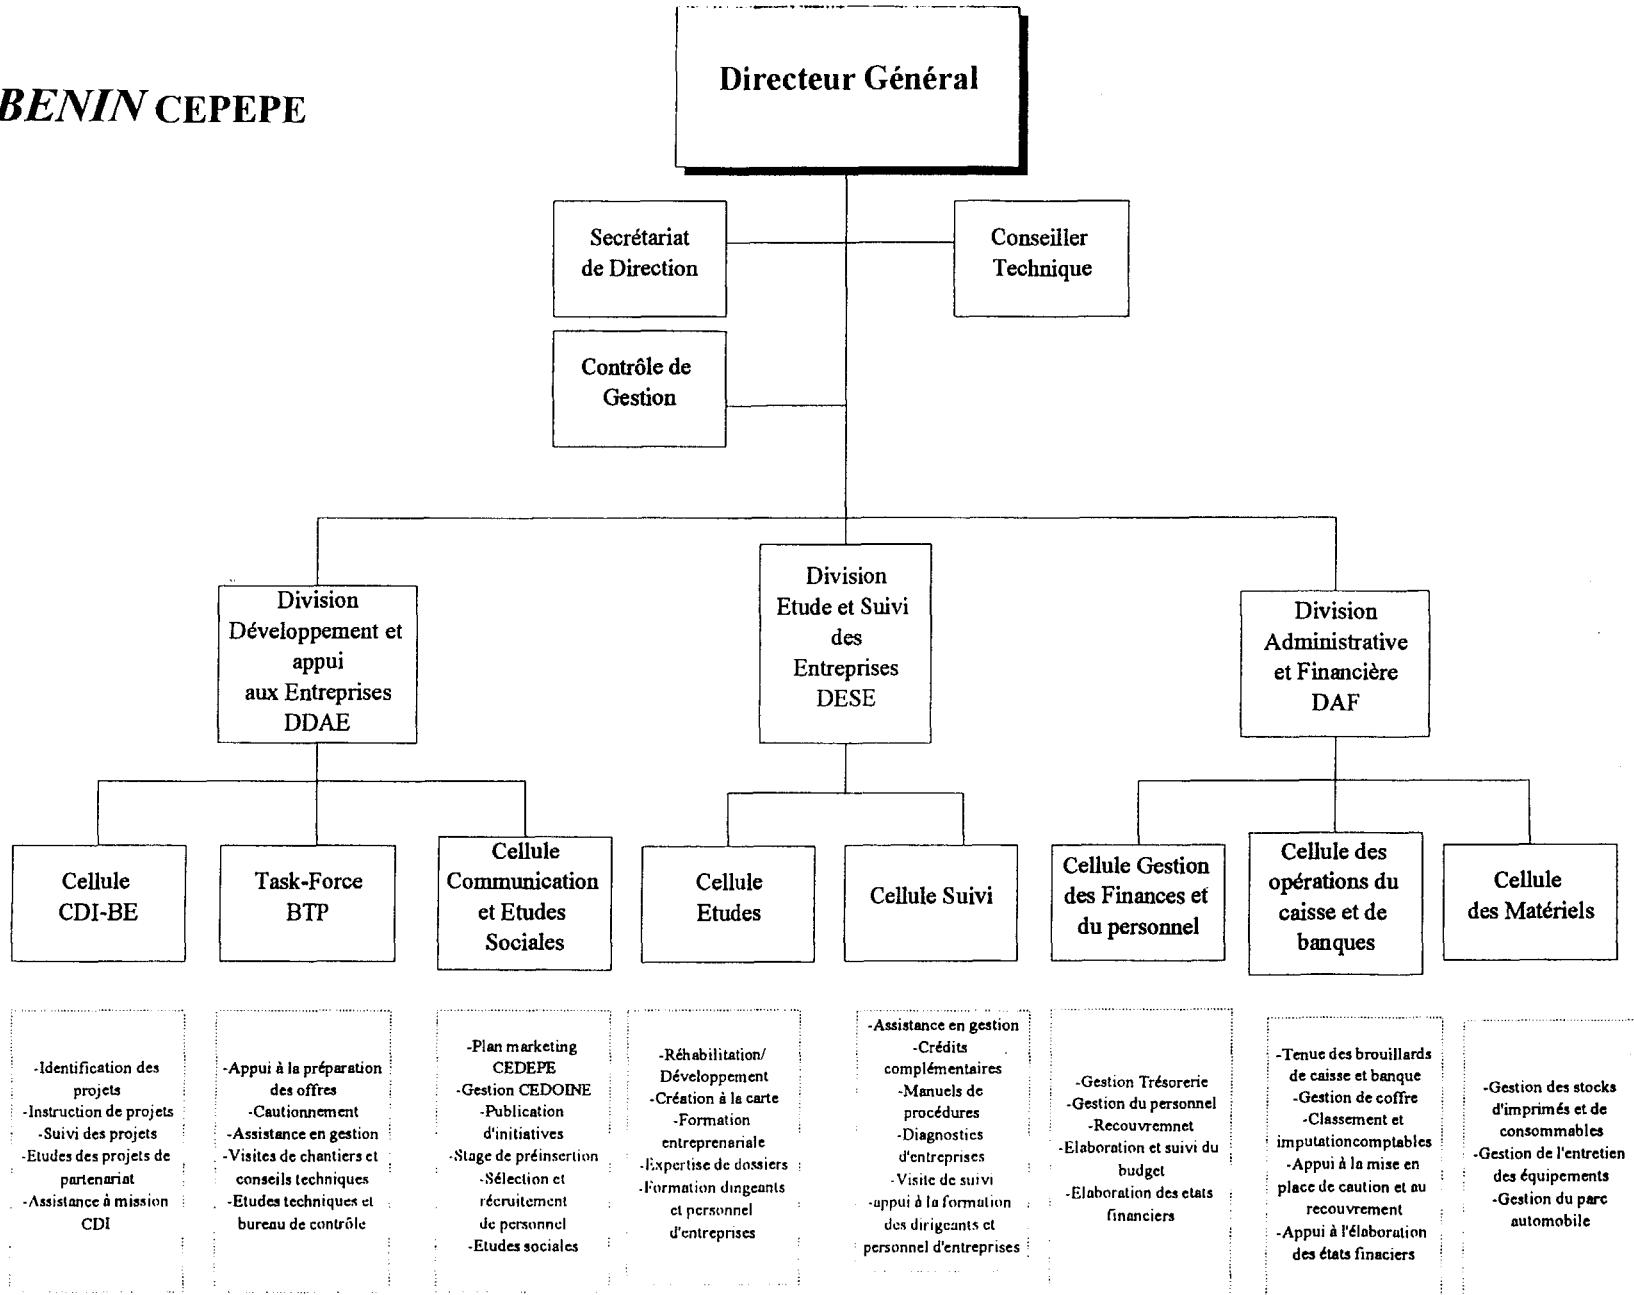 Directeur Général
BENIN CEPEPE
Secrétariat
de Direction
Conseiller
Technique
Contrôle de
Gestion
Division
Développement et
appui
aux Entreprises
DDAE
Division
Etude et Suivi
des
Entreprises
DESE
Division
Administrative
et Financière
DAF
Cellule
CDI-BE
Task-Force
BTP
Cellule
Communication
et Etudes
Sociales
Cellule
Etudes
Cellule Suivi
Cellule Gestion
des Finances et
du personnel
Cellule des
opérations du
caisse et de
banques
Cellule
des Matériels
-Identification des
projets
-Instruction de projets
-Suivi des projets
-Etudes des projets de
partenariat
-Assistance à mission
CDI
-Appui à la préparation
des offres
-Cautionnement
-Assistance en gestion
-Visites de chantiers et
conseils techniques
-Etudes techniques et
bureau de contrôle
-Plan marketing
CEDEPE
-Gestion CEDOINE
-Publication
d'initiatives
-Stage de préinsertion
-Sélection et
récruitement
de personnel
-Etudes sociales
-Réhabilitation/
Développement
-Création à la carte
-Formation
entreprenariale
-Expertise de dossiers
-Formation dirigeants
et personnel
d'entreprises
-Assistance en gestion
-Crédits
complémentaires
-Manuels de
procédures
-Diagnostics
d'entreprises
-Visite de suivi
-appui à la formation
des dirigeants et
personnel d'entreprises
-Gestion Trésorerie
-Gestion du personnel
-Recouvremnet
-Elaboration et suivi du
budget
-Elaboration des etats
financiers
-Tenue des brouillards
de caisse et banque
-Gestion de coffre
-Classement et
imputationcomptables
-Appui à la mise en
place de caution et au
recouvrement
-Appui à l'élaboration
des états finaciers
-Gestion des stocks
d'imprimés et de
consommables
-Gestion de l'entretien
des équipements
-Gestion du parc
automobile